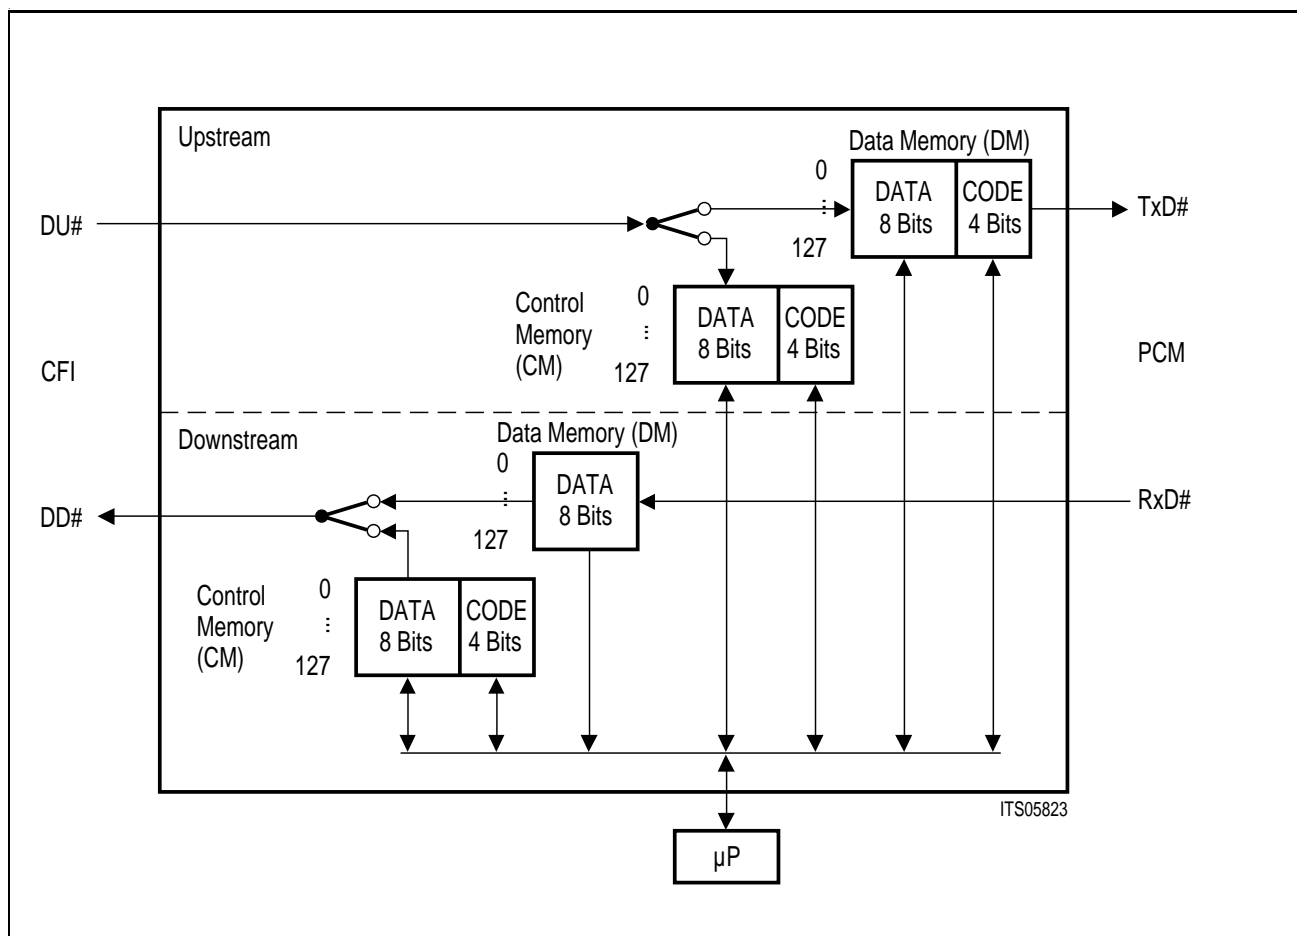 Upstream
Data Memory (DM)
0
...
127
DATA
8 Bits
CODE
4 Bits
DU#
TxD#
Control
Memory
(CM)
0
...
127
DATA
8 Bits
CODE
4 Bits
CFI
PCM
Downstream
Data Memory (DM)
0
...
127
DATA
8 Bits
DD#
RxD#
Control
Memory
(CM)
0
...
127
DATA
8 Bits
CODE
4 Bits
ITS05823
µP